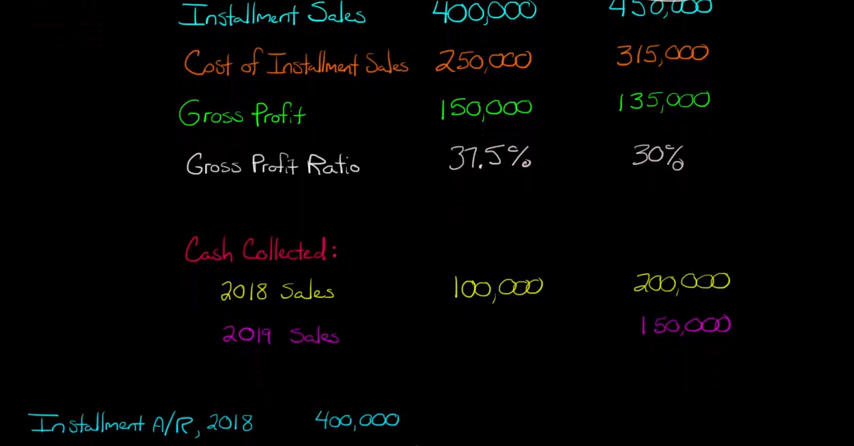 Installment Sales 400,000 450,000
Cost of Installment Sales 250,000 315,000
Gross Profit 150,000 135,000
Gross Profit Ratio 37.5% 30%
Cash Collected:
2018 Sales 100,000 200,000
2019 Sales 150,000
Installment A/R, 2018 400,000